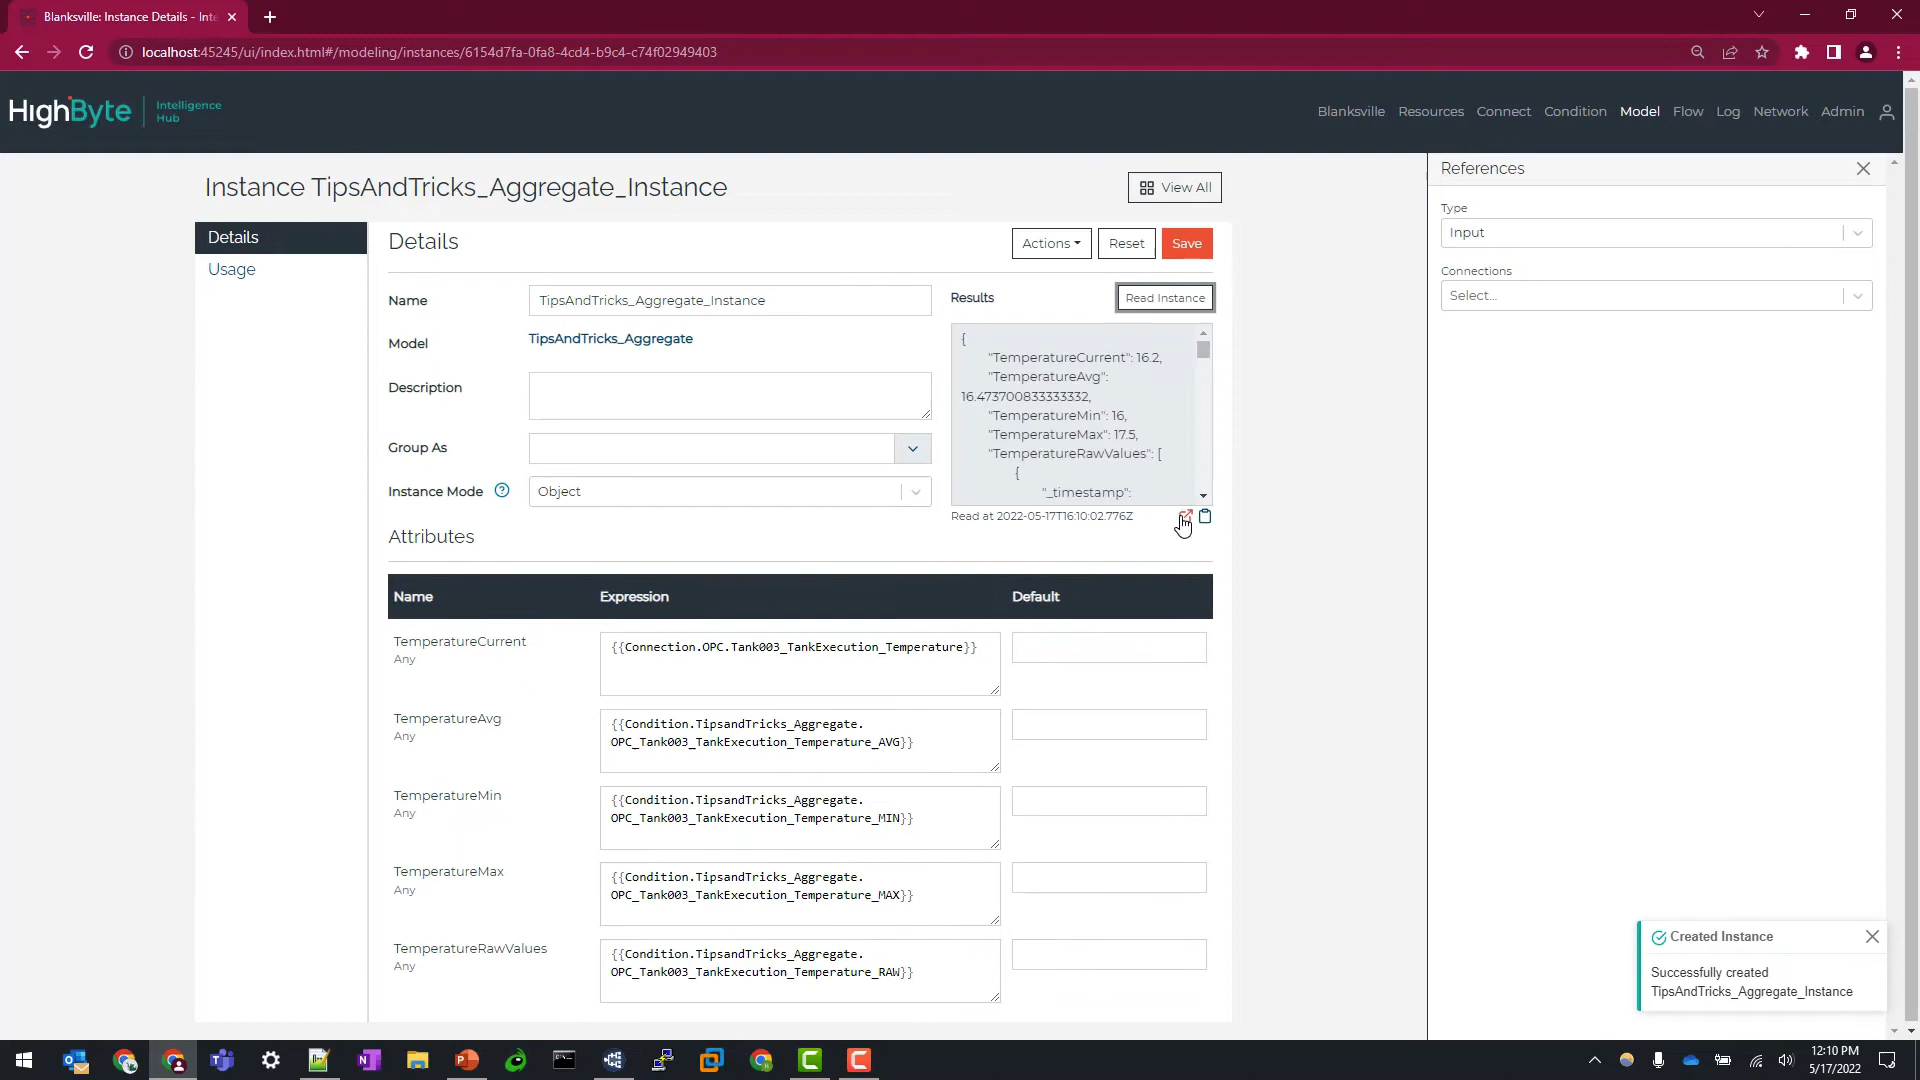 Blanksville: Instance Details - Inte
localhost:45245/ui/index.html#/modeling/instances/6154d7fa-0fa8-4cd4-b9c4-c74f02949403
HighByte Intelligence Hub
Blanksville Resources Connect Condition Model Flow Log Network Admin
Instance TipsAndTricks_Aggregate_Instance
View All
Details
Usage
Details
Actions
Reset
Save
Name
TipsAndTricks_Aggregate_Instance
Model
TipsAndTricks_Aggregate
Description
Group As
Instance Mode
Object
Results
Read Instance
{
"TemperatureCurrent": 16.2,
"TemperatureAvg":
16.473700833333332,
"TemperatureMin": 16,
"TemperatureMax": 17.5,
"TemperatureRawValues": [
{
"_timestamp":
Read at 2022-05-17T16:10:02.776Z
Attributes
Name Expression Default
TemperatureCurrent
Any
{{Connection.OPC.Tank003_TankExecution_Temperature}}
TemperatureAvg
Any
{{Condition.TipsandTricks_Aggregate.
OPC_Tank003_TankExecution_Temperature_AVG}}
TemperatureMin
Any
{{Condition.TipsandTricks_Aggregate.
OPC_Tank003_TankExecution_Temperature_MIN}}
TemperatureMax
Any
{{Condition.TipsandTricks_Aggregate.
OPC_Tank003_TankExecution_Temperature_MAX}}
TemperatureRawValues
Any
{{Condition.TipsandTricks_Aggregate.
OPC_Tank003_TankExecution_Temperature_RAW}}
References
Type
Input
Connections
Select...
Created Instance
Successfully created
TipsAndTricks_Aggregate_Instance
12:10 PM
5/17/2022